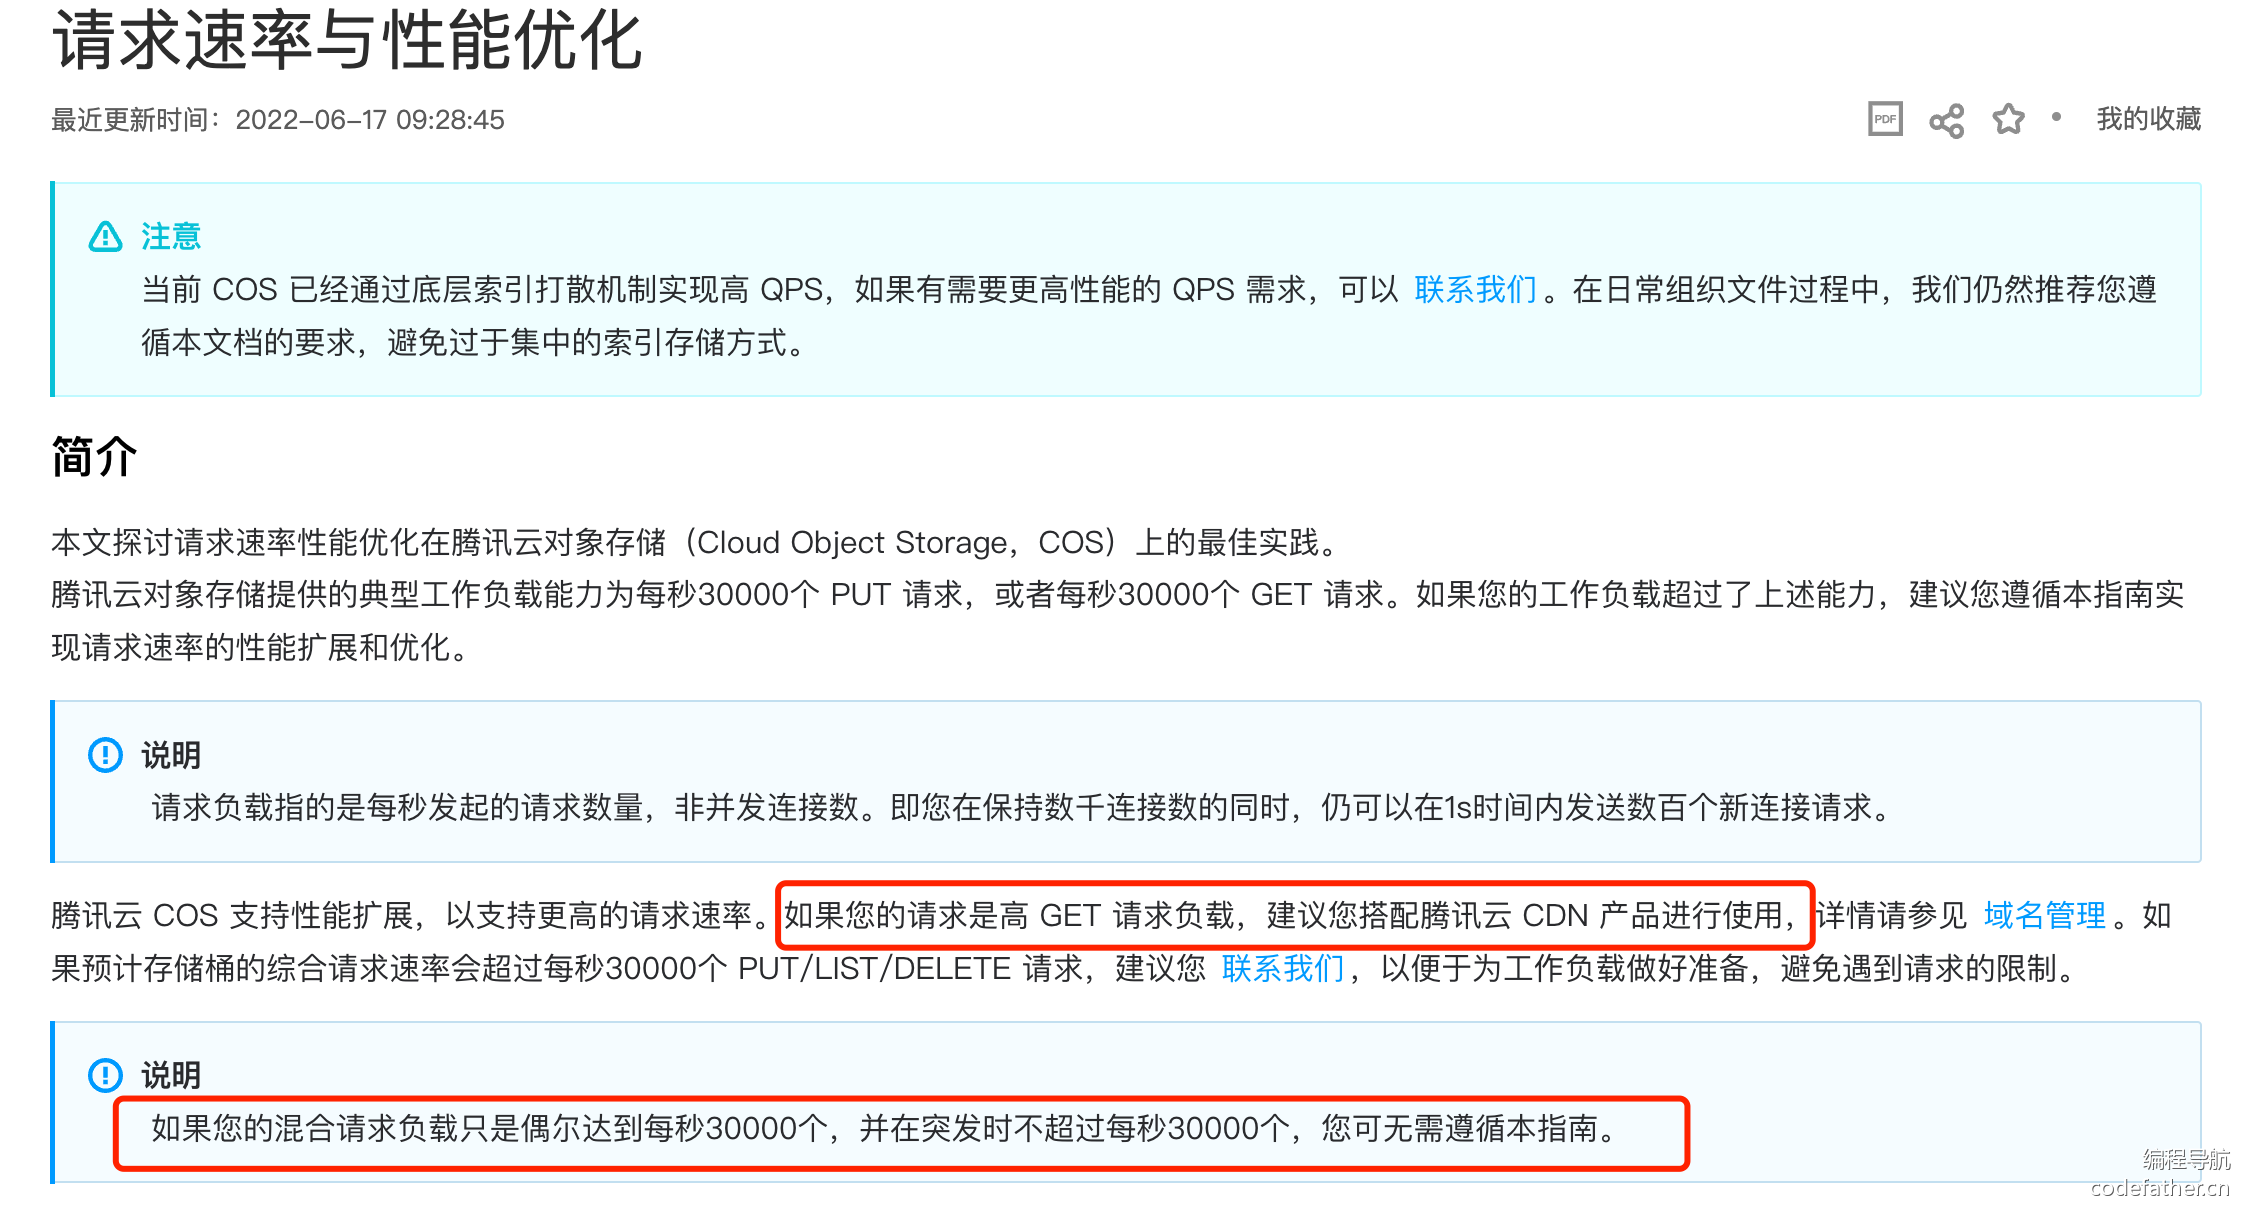 请求速率与性能优化
最近更新时间：2022-06-17 09:28:45
PDF
我的收藏
注意
当前 COS 已经通过底层索引打散机制实现高 QPS，如果有需要更高性能的 QPS 需求，可以 联系我们。在日常组织文件过程中，我们仍然推荐您遵
循本文档的要求，避免过于集中的索引存储方式。
简介
本文探讨请求速率性能优化在腾讯云对象存储（Cloud Object Storage，COS）上的最佳实践。
腾讯云对象存储提供的典型工作负载能力为每秒30000个 PUT 请求，或者每秒30000个 GET 请求。如果您的工作负载超过了上述能力，建议您遵循本指南实
现请求速率的性能扩展和优化。
说明
请求负载指的是每秒发起的请求数量，非并发连接数。即您在保持数千连接数的同时，仍可以在1s时间内发送数百个新连接请求。
腾讯云 COS 支持性能扩展，以支持更高的请求速率。如果您的请求是高 GET 请求负载，建议您搭配腾讯云 CDN 产品进行使用，详情请参见 域名管理。如
果预计存储桶的综合请求速率会超过每秒30000个 PUT/LIST/DELETE 请求，建议您 联系我们，以便于为工作负载做好准备，避免遇到请求的限制。
说明
如果您的混合请求负载只是偶尔达到每秒30000个，并在突发时不超过每秒30000个，您可无需遵循本指南。
编程导航
codefather.cn